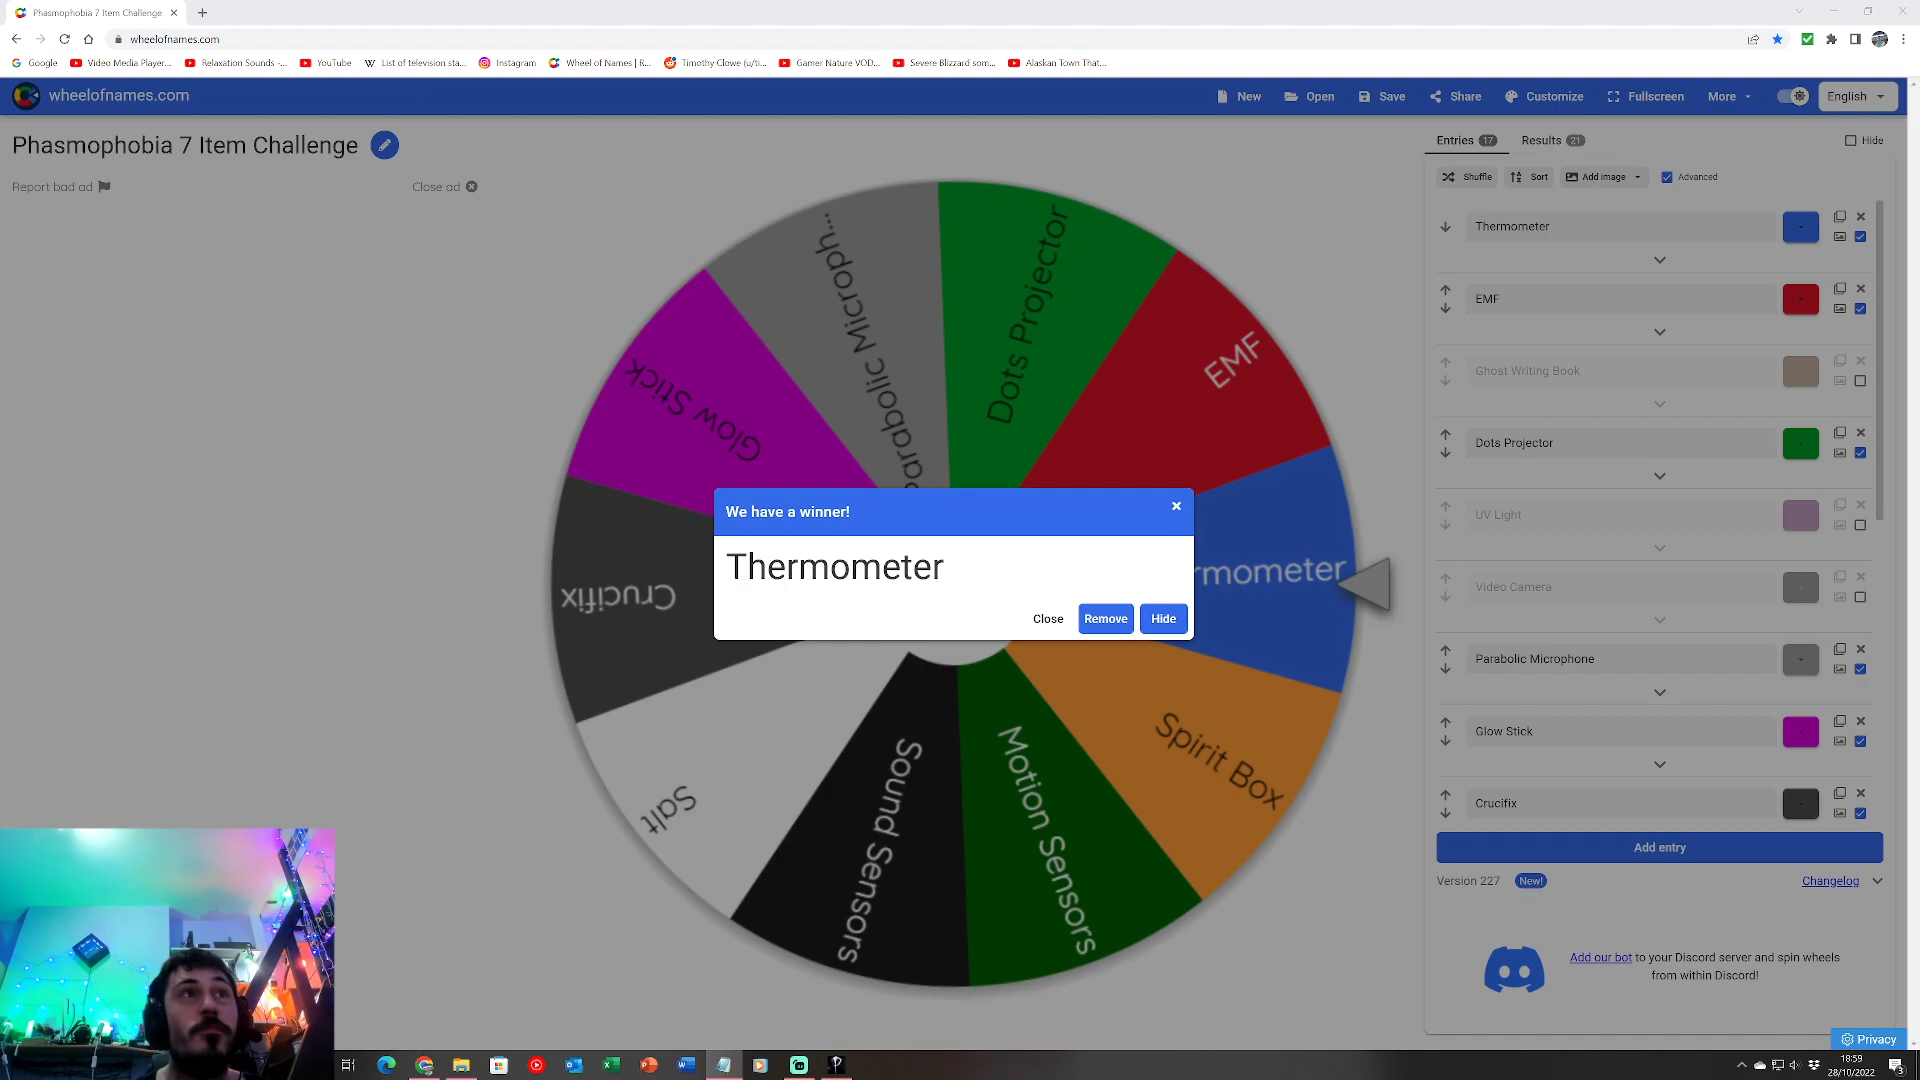 Phasmophobia 7 Item Challenge
wheelofnames.com
Google
Video Media Player...
Relaxation Sounds -...
YouTube
List of television sta...
Instagram
Wheel of Names | R...
Timothy Clowe (u/ti...
Gamer Nature VOD...
Severe Blizzard som...
Alaskan Town That...
wheelofnames.com
New
Open
Save
Share
Customize
Fullscreen
More
English
Phasmophobia 7 Item Challenge
Report bad ad
Close ad
Entries 17
Results 21
Hide
Shuffle
Sort
Add image
Advanced
Thermometer
EMF
Ghost Writing Book
Dots Projector
UV Light
Video Camera
Parabolic Microphone
Glow Stick
Crucifix
Add entry
Version 227 New!
Changelog
Add our bot to your Discord server and spin wheels
from within Discord!
Privacy
Dots Projector
EMF
rmometer
Spirit Box
Motion Sensors
Sound Sensors
Salt
Crucifix
Glow Stick
arabolic Microph...
We have a winner!
Thermometer
Close
Remove
Hide
18:59
28/10/2022
3